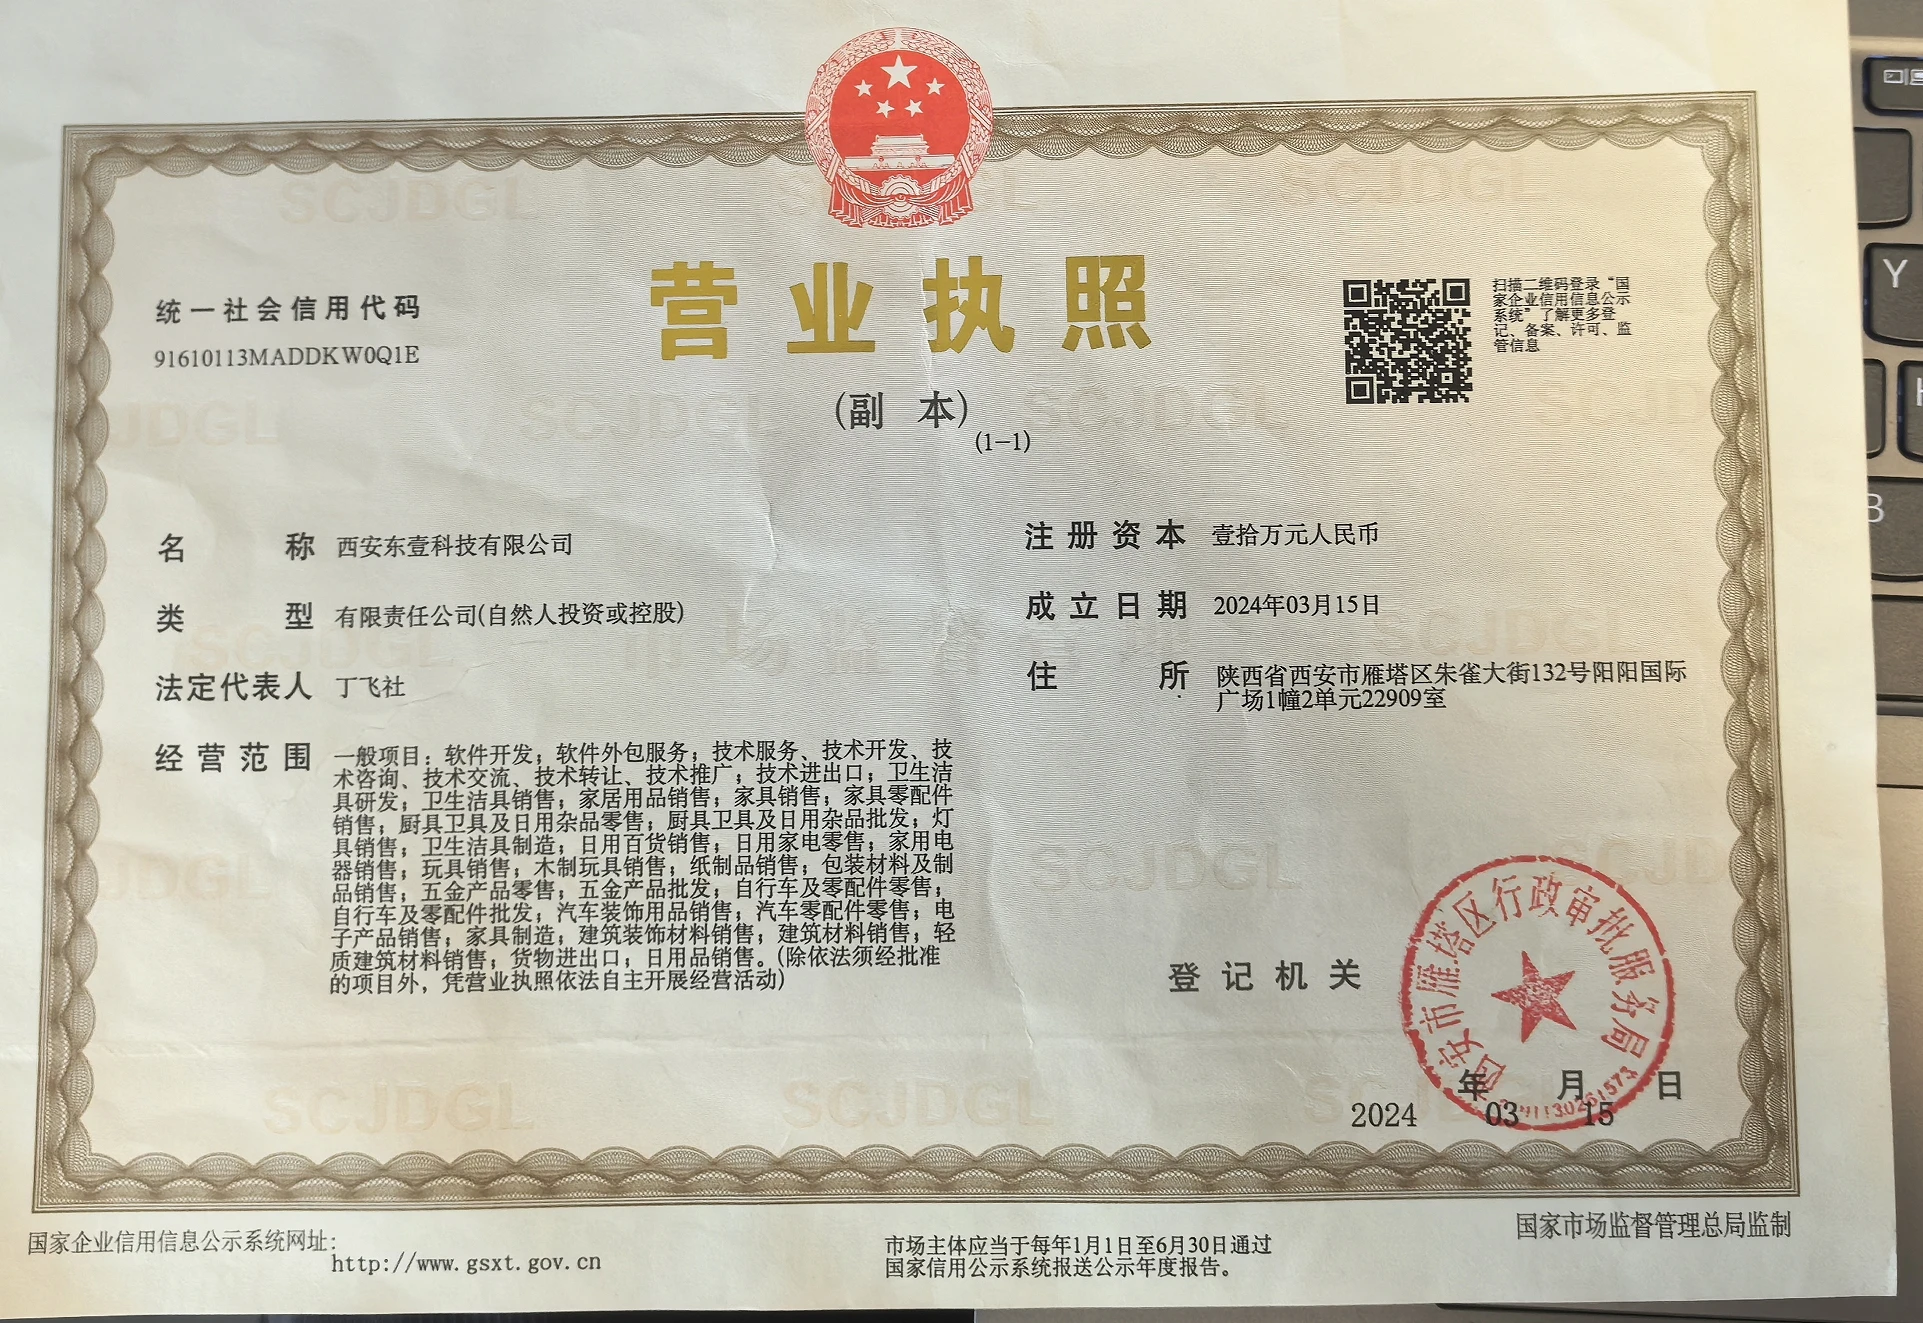 统一社会信用代码
91610113MADDKW0Q1E
营业执照
(副 本)
(1-1)
扫描二维码登录“国
家企业信用信息公示
系统”了解更多登
记、备案、许可、监
管信息
名称 西安东壹科技有限公司
类型 有限责任公司(自然人投资或控股)
法定代表人 丁飞社
经营范围 一般项目：软件开发；软件外包服务；技术服务、技术开发、技
术咨询、技术交流、技术转让、技术推广；技术进出口；卫生洁
具研发；卫生洁具销售；家居用品销售；家具销售；家具零配件
销售；厨具卫具及日用杂品零售；厨具卫具及日用杂品批发；灯
具销售；卫生洁具制造；日用百货销售；日用家电零售；家用电
器销售；玩具销售；木制玩具销售；纸制品销售；包装材料及制
品销售；五金产品零售；五金产品批发；自行车及零配件零售；
自行车及零配件批发；汽车装饰用品销售；汽车零配件零售；电
子产品销售；家具制造；建筑装饰材料销售；建筑材料销售；轻
质建筑材料销售；货物进出口；日用品销售。(除依法须经批准
的项目外，凭营业执照依法自主开展经营活动)
注册资本 壹拾万元人民币
成立日期 2024年03月15日
住所 陕西省西安市雁塔区朱雀大街132号阳阳国际
广场1幢2单元22909室
登记机关
西安市雁塔区行政审批服务局
年 月 日
2024 03 15
国家企业信用信息公示系统网址：
http://www.gsxt.gov.cn
市场主体应当于每年1月1日至6月30日通过
国家信用公示系统报送公示年度报告。
国家市场监督管理总局监制
SCJDGL
市场监督管理
Y
B